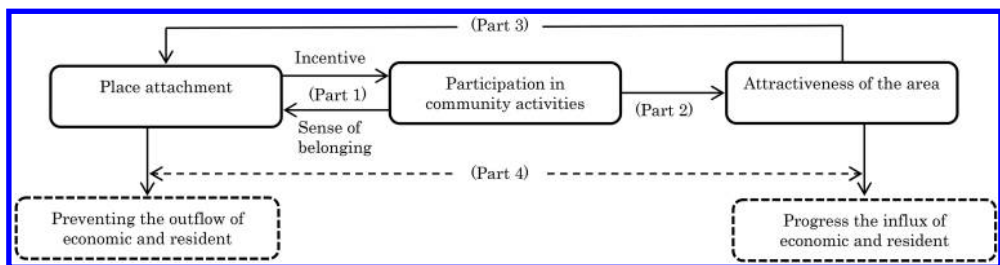 (Part 3)
Incentive
Place attachment
(Part 1)
Sense of
belonging
Participation in
community activities
(Part 2)
Attractiveness of the area
(Part 4)
Preventing the outflow of
economic and resident
Progress the influx of
economic and resident